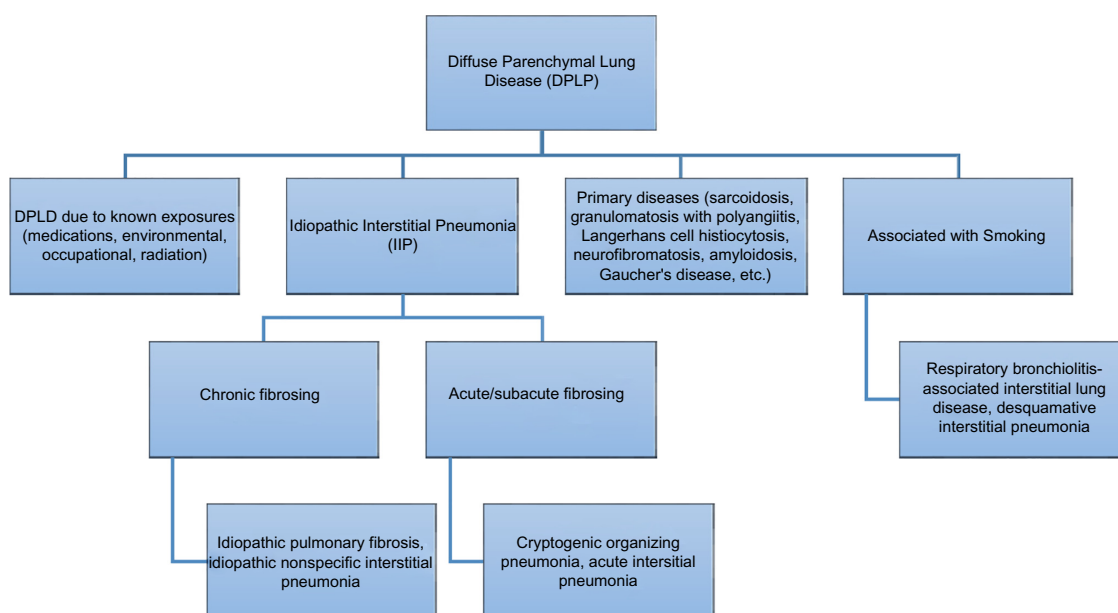 Diffuse Parenchymal Lung
Disease (DPLP)
DPLD due to known exposures
(medications, environmental,
occupational, radiation)
Idiopathic Interstitial Pneumonia
(IIP)
Primary diseases (sarcoidosis,
granulomatosis with polyangiitis,
Langerhans cell histiocytosis,
neurofibromatosis, amyloidosis,
Gaucher's disease, etc.)
Associated with Smoking
Chronic fibrosing
Acute/subacute fibrosing
Respiratory bronchiolitis-
associated interstitial lung
disease, desquamative
interstitial pneumonia
Idiopathic pulmonary fibrosis,
idiopathic nonspecific interstitial
pneumonia
Cryptogenic organizing
pneumonia, acute intersitial
pneumonia